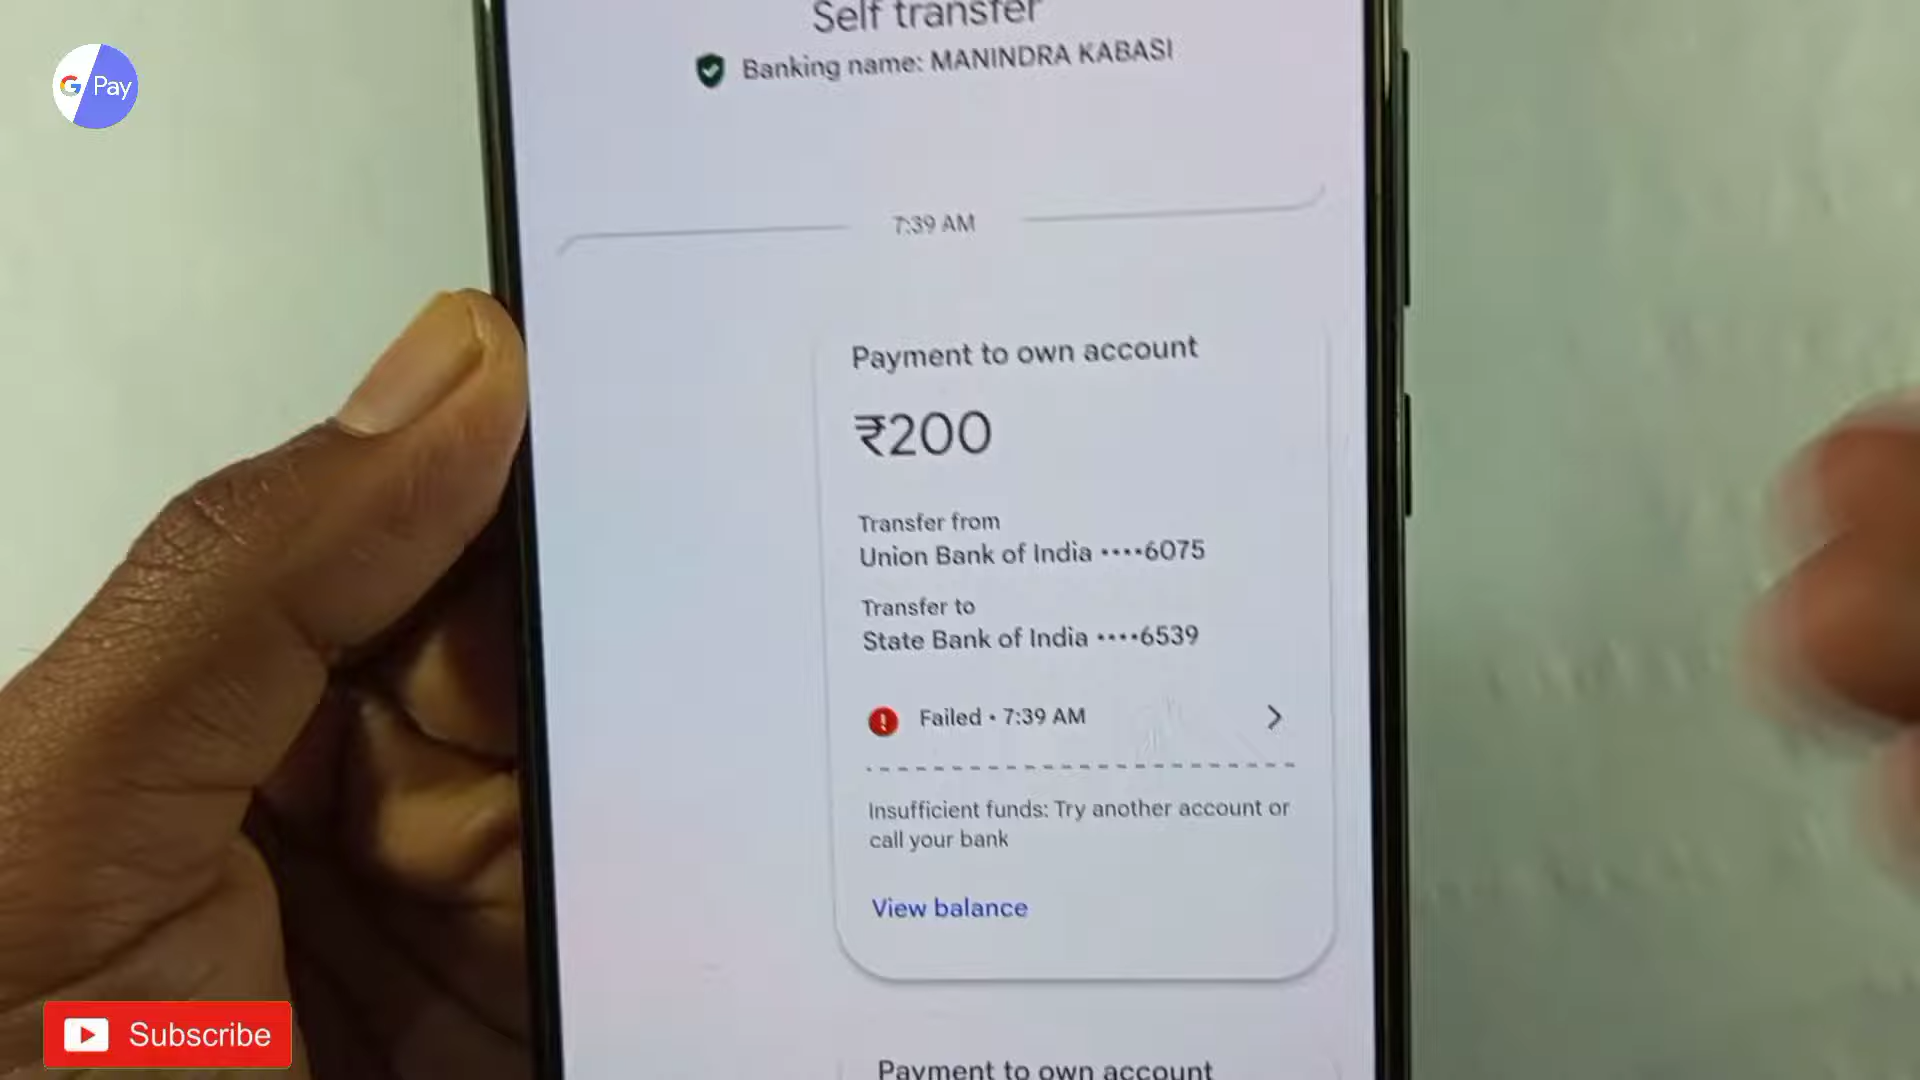 Self transfer
Banking name: MANINDRA KABASI
G Pay
7:39 AM
Payment to own account
₹200
Transfer from
Union Bank of India ••••6075
Transfer to
State Bank of India ••••6539
Failed • 7:39 AM
Insufficient funds: Try another account or
call your bank
View balance
Subscribe
Payment to own account